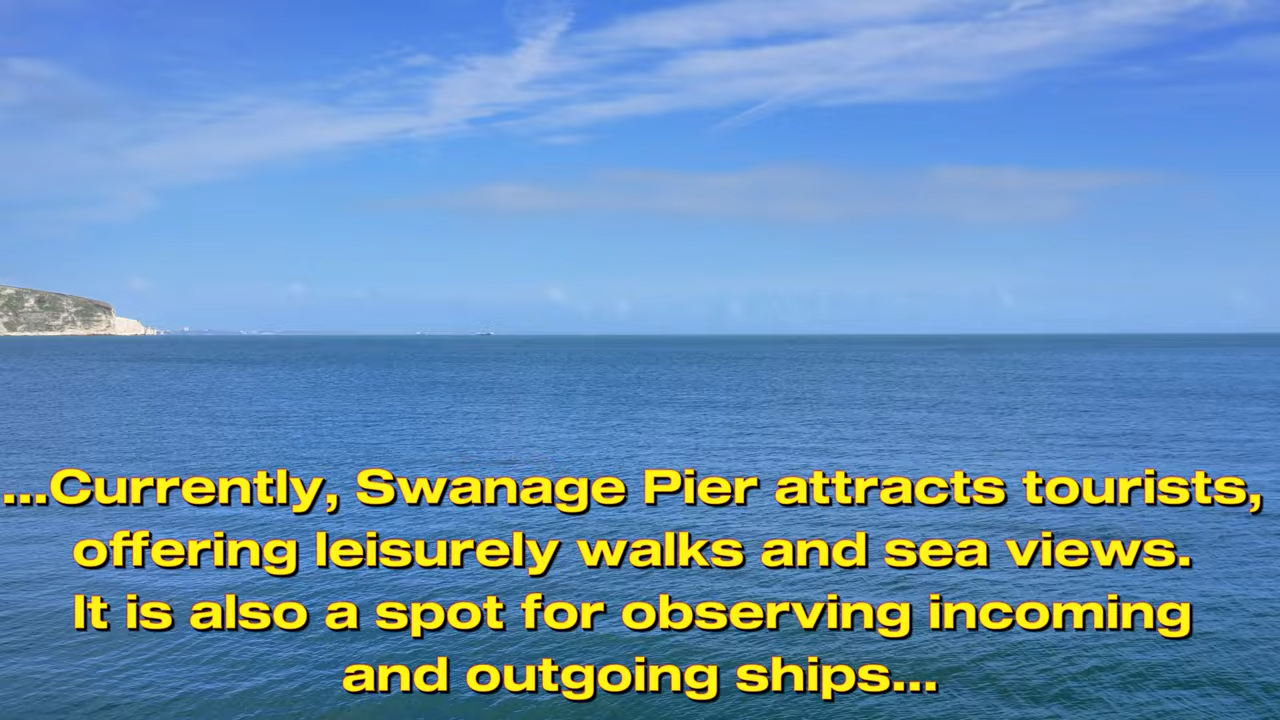 ...Currently, Swanage Pier attracts tourists,
offering leisurely walks and sea views.
It is also a spot for observing incoming
and outgoing ships...